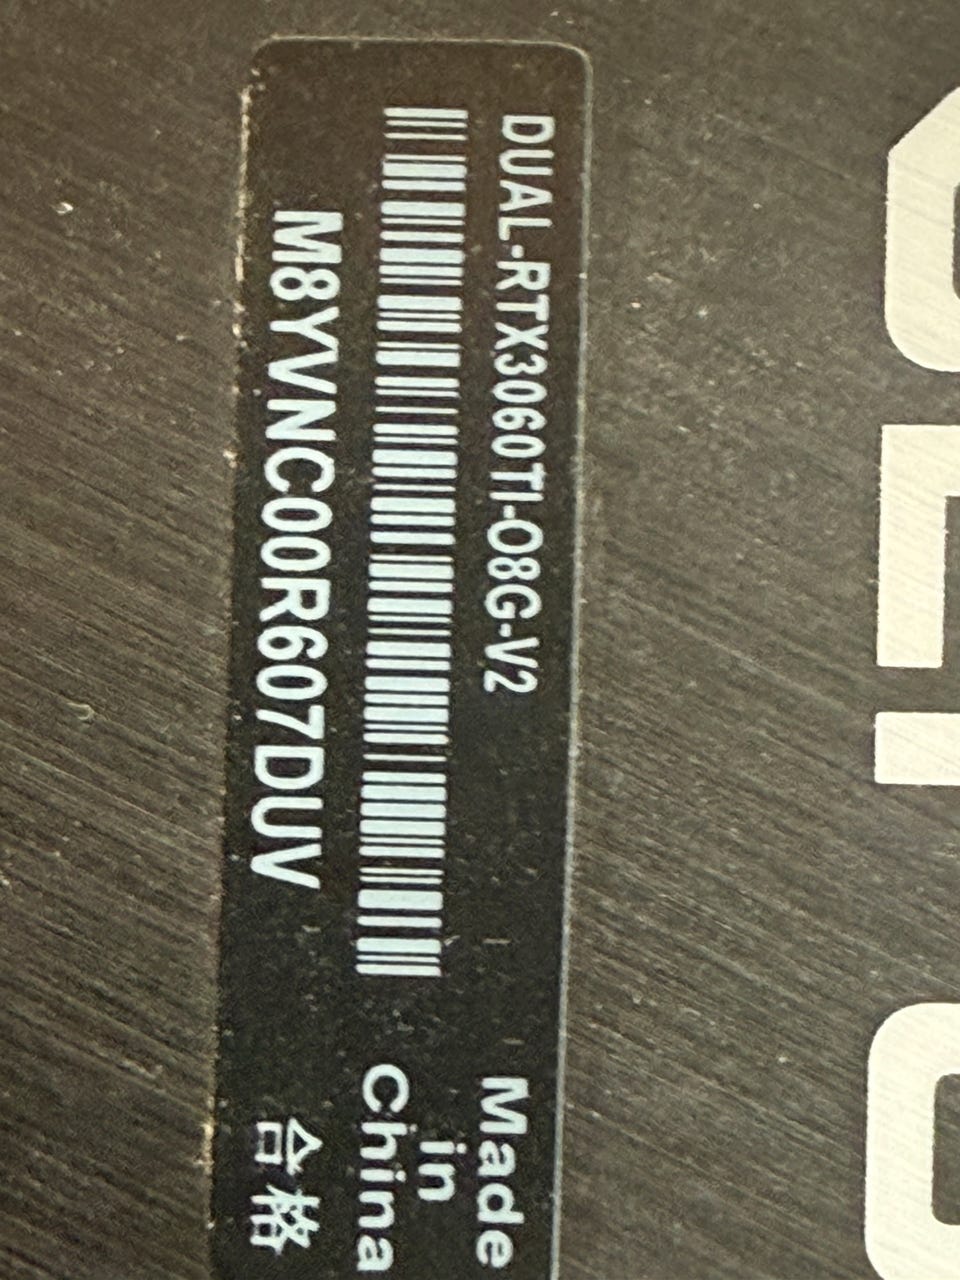 DUAL-RTX3060TI-O8G-V2
M8YVNC00R607DUV
Made
in
China
合格